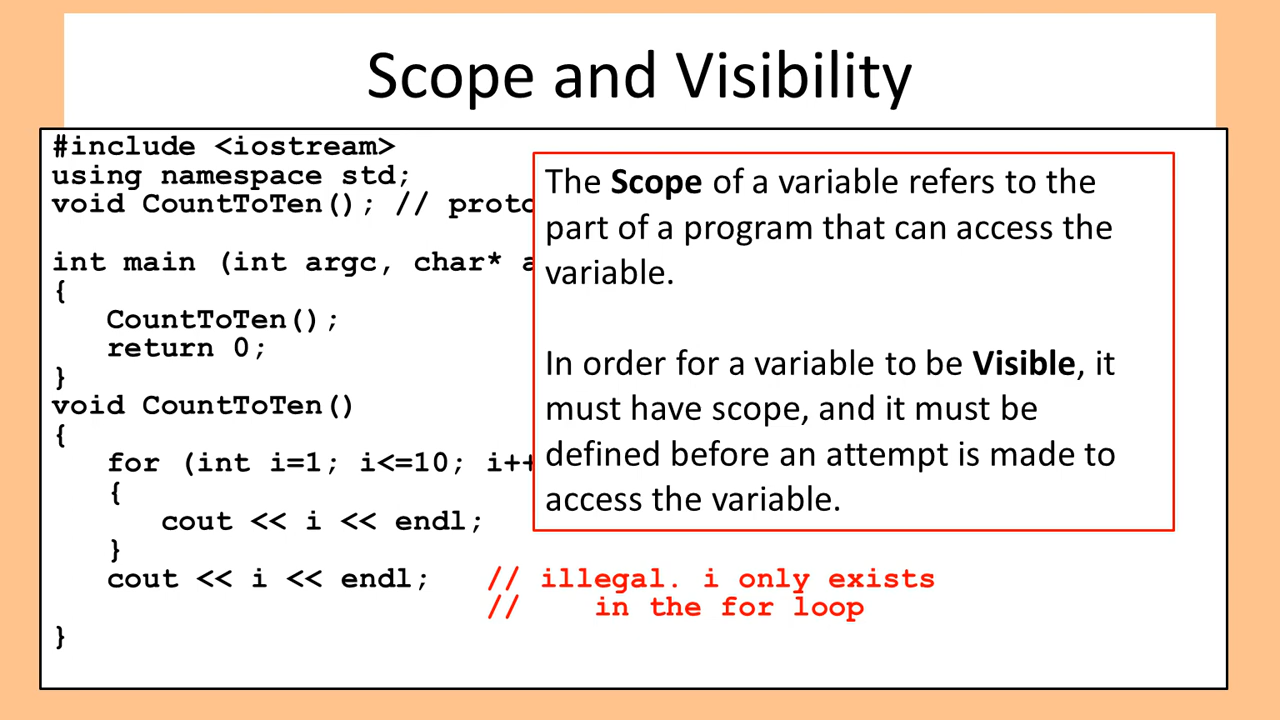 Scope and Visibility
#include <iostream>
using namespace std;
void CountToTen(); // proto
int main (int argc, char* a
{
CountToTen();
return 0;
}
void CountToTen()
{
for (int i=1; i<=10; i++
{
cout << i << endl;
}
cout << i << endl; // illegal. i only exists
// in the for loop
}
The Scope of a variable refers to the
part of a program that can access the
variable.
In order for a variable to be Visible, it
must have scope, and it must be
defined before an attempt is made to
access the variable.